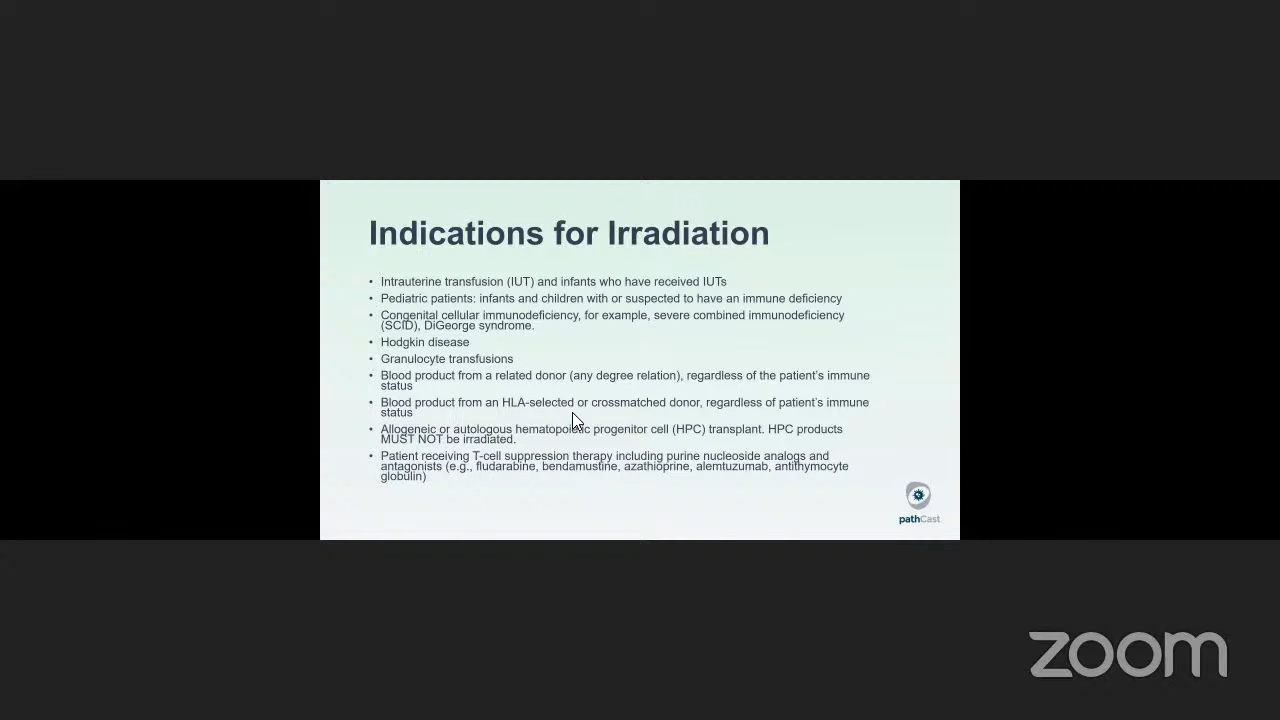 Indications for Irradiation
• Intrauterine transfusion (IUT) and infants who have received IUTs
• Pediatric patients: infants and children with or suspected to have an immune deficiency
• Congenital cellular immunodeficiency, for example, severe combined immunodeficiency
(SCID), DiGeorge syndrome.
• Hodgkin disease
• Granulocyte transfusions
• Blood product from a related donor (any degree relation), regardless of the patient's immune
status
• Blood product from an HLA-selected or crossmatched donor, regardless of patient's immune
status
• Allogeneic or autologous hematopoietic progenitor cell (HPC) transplant. HPC products
MUST NOT be irradiated.
• Patient receiving T-cell suppression therapy including purine nucleoside analogs and
antagonists (e.g., fludarabine, bendamustine, azathioprine, alemtuzumab, antithymocyte
globulin)
pathCast
zoom